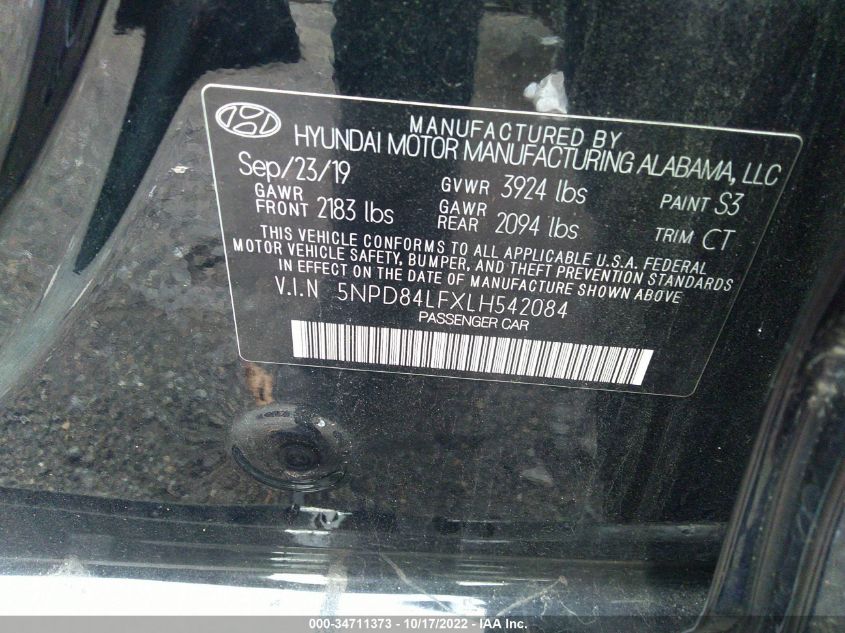 MANUFACTURED BY
HYUNDAI MOTOR MANUFACTURING ALABAMA, LLC
Sep/23/19 GVWR 3924 lbs PAINT S3
GAWR FRONT 2183 lbs GAWR REAR 2094 lbs TRIM CT
THIS VEHICLE CONFORMS TO ALL APPLICABLE U.S.A. FEDERAL
MOTOR VEHICLE SAFETY, BUMPER, AND THEFT PREVENTION STANDARDS
IN EFFECT ON THE DATE OF MANUFACTURE SHOWN ABOVE
V.I.N 5NPD84LFXLH542084
PASSENGER CAR
000-34711373 - 10/17/2022 - IAA Inc.